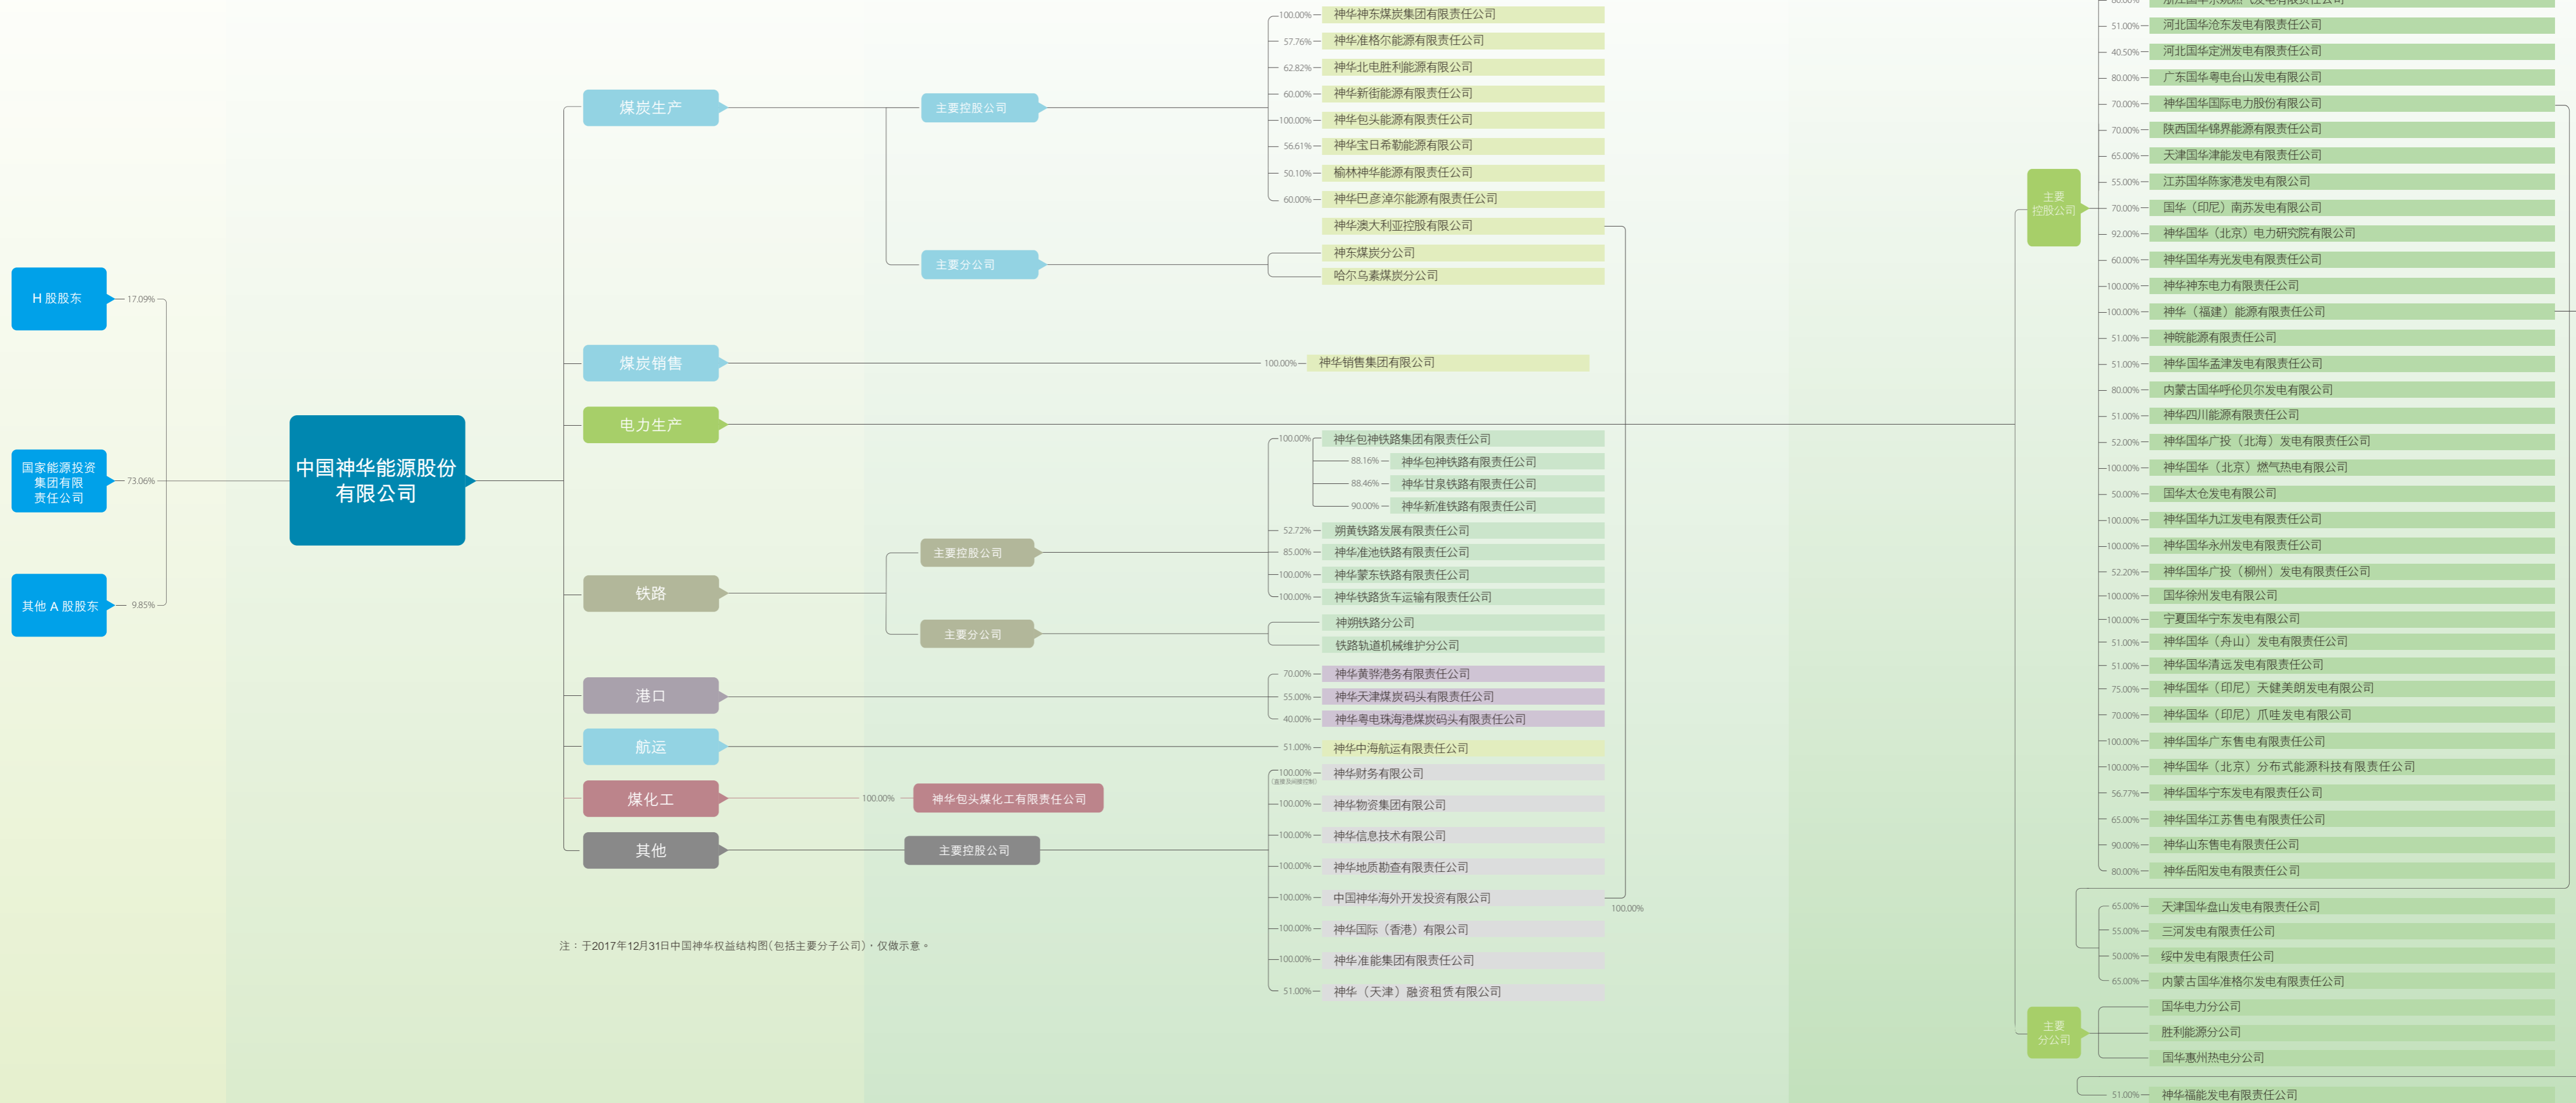 H 股股东
17.09%
国家能源投资
集团有限
责任公司
73.06%
其他 A 股股东
9.85%
中国神华能源股份
有限公司
煤炭生产
主要控股公司
100.00%
神华神东煤炭集团有限责任公司
57.76%
神华准格尔能源有限责任公司
62.82%
神华北电胜利能源有限公司
60.00%
神华新街能源有限责任公司
100.00%
神华包头能源有限责任公司
56.61%
神华宝日希勒能源有限公司
50.10%
榆林神华能源有限责任公司
60.00%
神华巴彦淖尔能源有限责任公司
神华澳大利亚控股有限公司
主要分公司
神东煤炭分公司
哈尔乌素煤炭分公司
煤炭销售
100.00%
神华销售集团有限公司
电力生产
铁路
主要控股公司
100.00%
神华包神铁路集团有限责任公司
88.16%
神华包神铁路有限责任公司
88.46%
神华甘泉铁路有限责任公司
90.00%
神华新准铁路有限责任公司
52.72%
朔黄铁路发展有限责任公司
85.00%
神华准池铁路有限责任公司
100.00%
神华蒙东铁路有限责任公司
100.00%
神华铁路货车运输有限责任公司
主要分公司
神朔铁路分公司
铁路轨道机械维护分公司
港口
70.00%
神华黄骅港务有限责任公司
55.00%
神华天津煤炭码头有限责任公司
40.00%
神华粤电珠海港煤炭码头有限责任公司
航运
51.00%
神华中海航运有限责任公司
煤化工
100.00%
神华包头煤化工有限责任公司
其他
主要控股公司
100.00%
(直接及间接控制)
神华财务有限公司
100.00%
神华物资集团有限公司
100.00%
神华信息技术有限公司
100.00%
神华地质勘查有限责任公司
100.00%
中国神华海外开发投资有限公司
100.00%
100.00%
神华国际（香港）有限公司
100.00%
神华准能集团有限责任公司
51.00%
神华（天津）融资租赁有限公司
注：于2017年12月31日中国神华权益结构图(包括主要分子公司)，仅做示意。
主要
控股公司
51.00%
河北国华沧东发电有限责任公司
40.50%
河北国华定洲发电有限责任公司
80.00%
广东国华粤电台山发电有限公司
70.00%
神华国华国际电力股份有限公司
70.00%
陕西国华锦界能源有限责任公司
65.00%
天津国华津能发电有限责任公司
55.00%
江苏国华陈家港发电有限公司
70.00%
国华（印尼）南苏发电有限公司
92.00%
神华国华（北京）电力研究院有限公司
60.00%
神华国华寿光发电有限责任公司
100.00%
神华神东电力有限责任公司
100.00%
神华（福建）能源有限责任公司
51.00%
神皖能源有限责任公司
51.00%
神华国华孟津发电有限责任公司
80.00%
内蒙古国华呼伦贝尔发电有限公司
51.00%
神华四川能源有限责任公司
52.00%
神华国华广投（北海）发电有限责任公司
100.00%
神华国华（北京）燃气热电有限公司
50.00%
国华太仓发电有限公司
100.00%
神华国华九江发电有限责任公司
100.00%
神华国华永州发电有限责任公司
52.20%
神华国华广投（柳州）发电有限责任公司
100.00%
国华徐州发电有限公司
100.00%
宁夏国华宁东发电有限公司
51.00%
神华国华（舟山）发电有限责任公司
51.00%
神华国华清远发电有限责任公司
75.00%
神华国华（印尼）天健美朗发电有限公司
70.00%
神华国华（印尼）爪哇发电有限公司
100.00%
神华国华广东售电有限责任公司
100.00%
神华国华（北京）分布式能源科技有限责任公司
56.77%
神华国华宁东发电有限责任公司
65.00%
神华国华江苏售电有限责任公司
90.00%
神华山东售电有限责任公司
80.00%
神华岳阳发电有限责任公司
65.00%
天津国华盘山发电有限责任公司
55.00%
三河发电有限责任公司
50.00%
绥中发电有限责任公司
65.00%
内蒙古国华准格尔发电有限责任公司
主要
分公司
国华电力分公司
胜利能源分公司
国华惠州热电分公司
51.00%
神华福能发电有限责任公司